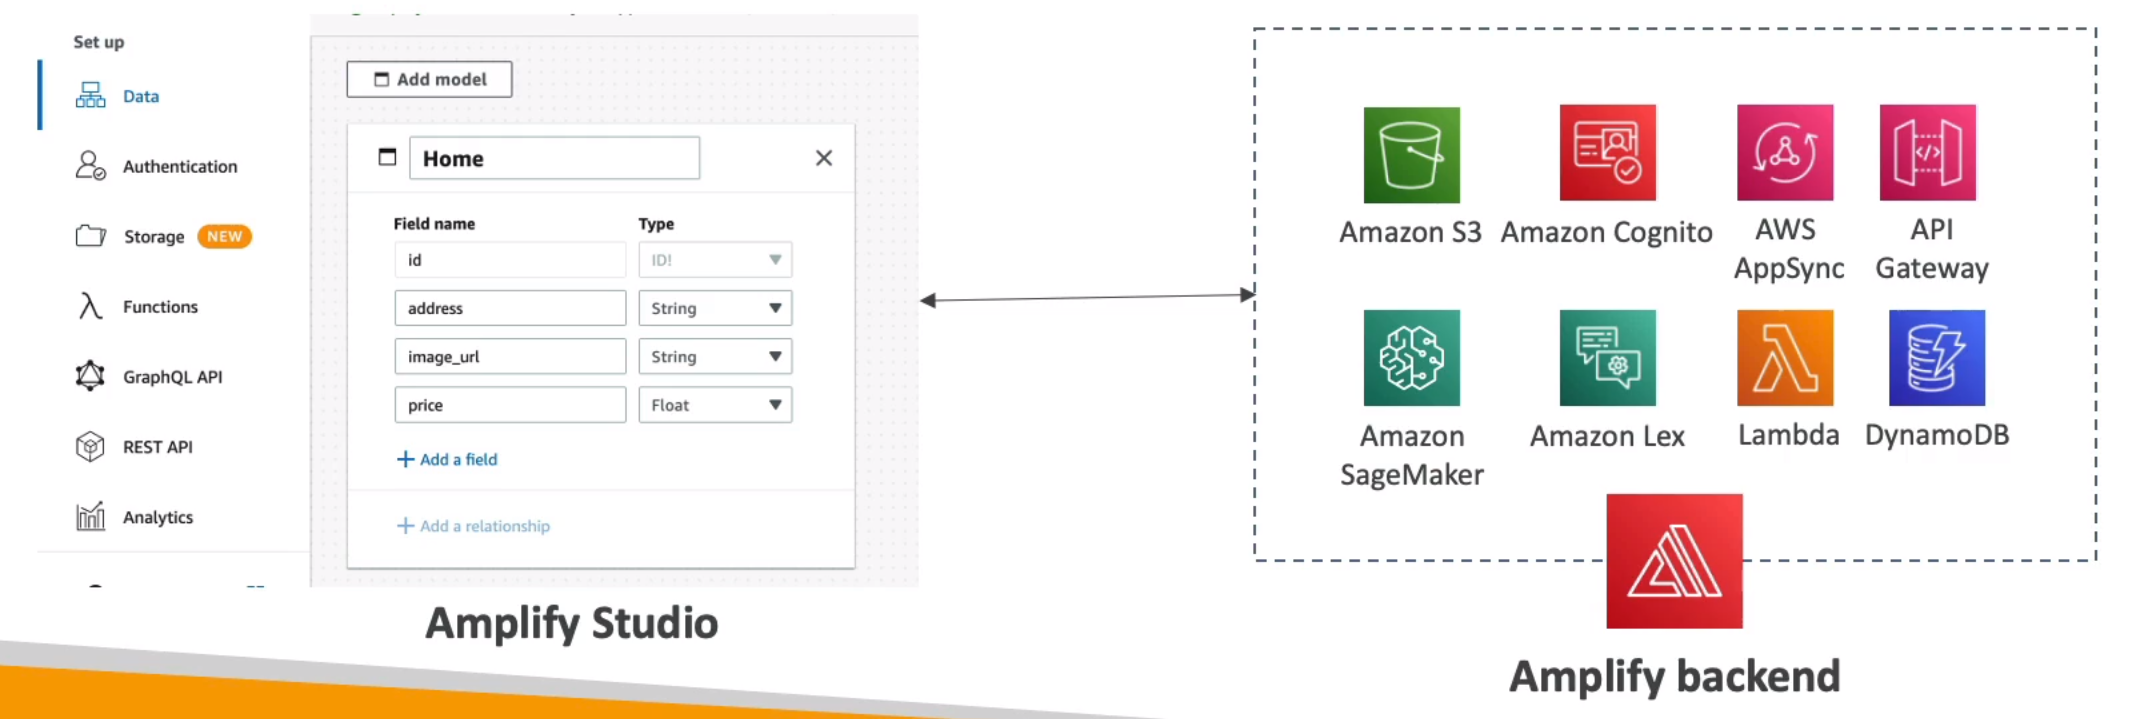 Set up
Data
Authentication
Storage NEW
Functions
GraphQL API
REST API
Analytics
Add model
Home
Field name Type
id ID!
address String
image_url String
price Float
+ Add a field
+ Add a relationship
Amplify Studio
Amazon S3
Amazon Cognito
AWS
AppSync
API
Gateway
Amazon
SageMaker
Amazon Lex
Lambda
DynamoDB
Amplify backend